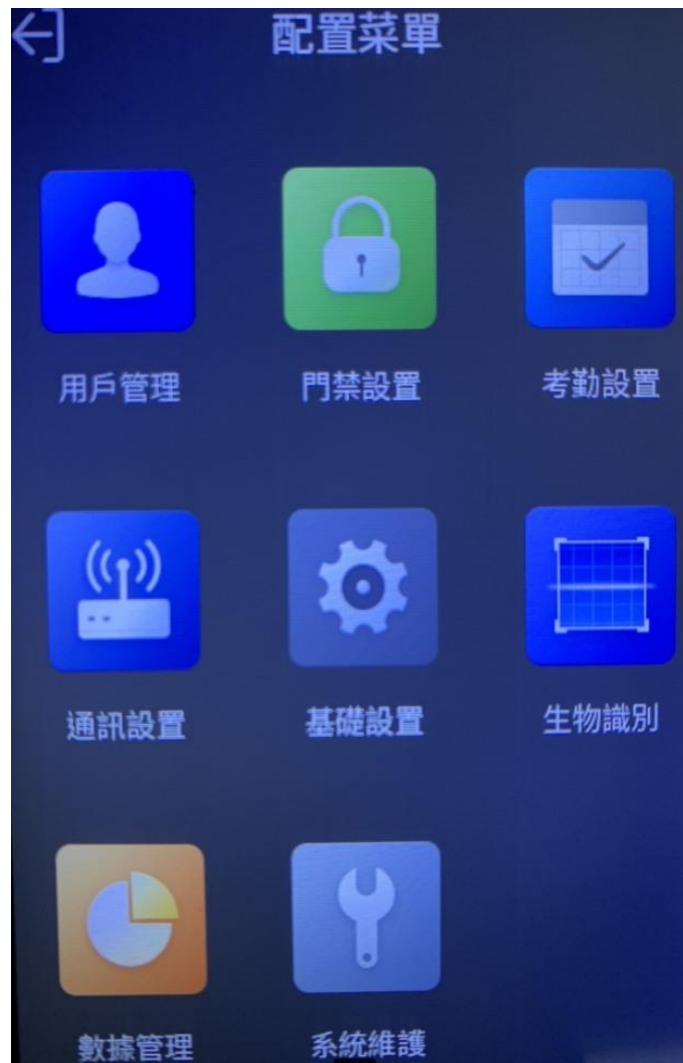 配置菜單
用戶管理
門禁設置
考勤設置
通訊設置
基礎設置
生物識別
數據管理
系統維護